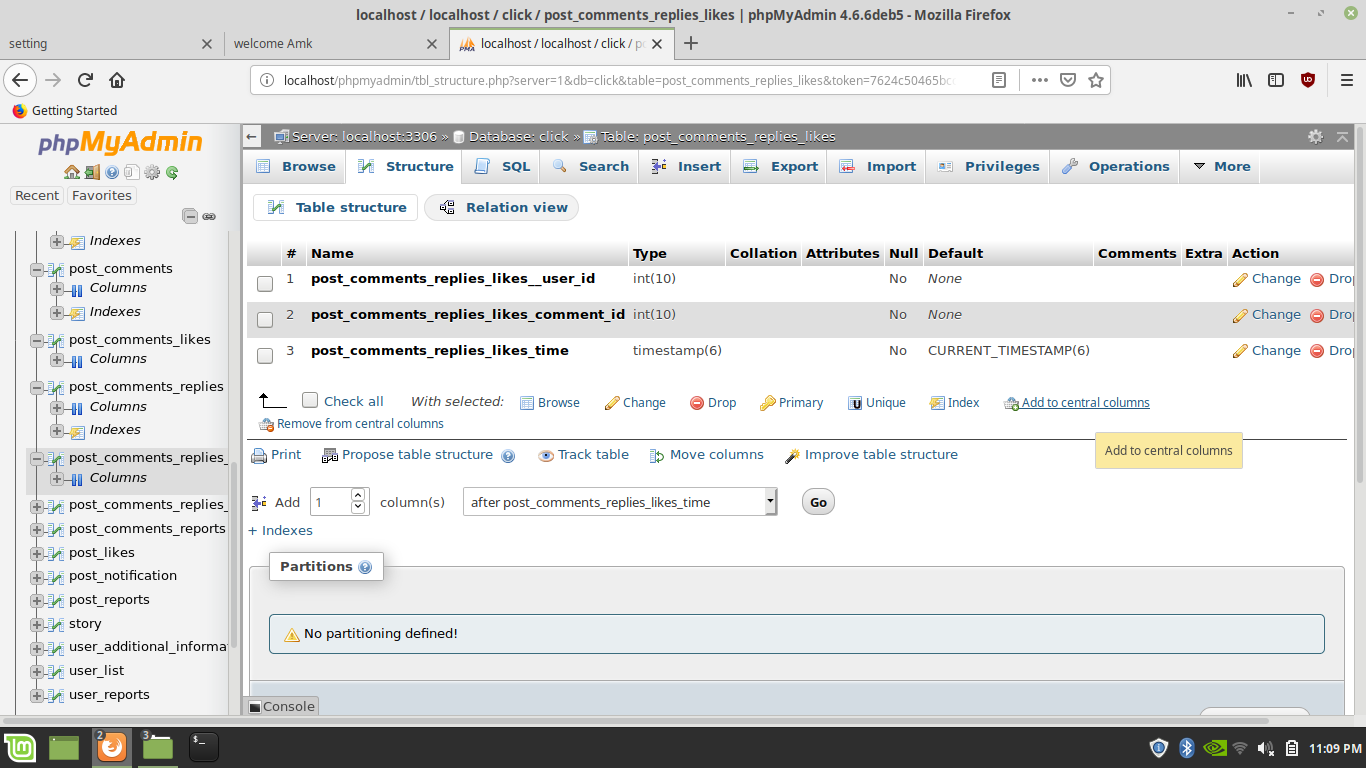 localhost / localhost / click / post_comments_replies_likes | phpMyAdmin 4.6.6deb5 - Mozilla Firefox
setting
welcome Amk
localhost / localhost / click / po
localhost/phpmyadmin/tbl_structure.php?server=1&db=click&table=post_comments_replies_likes&token=7624c50465bc
Getting Started
phpMyAdmin
Recent Favorites
Indexes
post_comments
Columns
Indexes
post_comments_likes
Columns
post_comments_replies
Columns
Indexes
post_comments_replies_
Columns
post_comments_replies_
post_comments_reports
post_likes
post_notification
post_reports
story
user_additional_informa
user_list
user_reports
Server: localhost:3306 » Database: click » Table: post_comments_replies_likes
Browse Structure SQL Search Insert Export Import Privileges Operations More
Table structure Relation view
# Name Type Collation Attributes Null Default Comments Extra Action
1 post_comments_replies_likes__user_id int(10) No None Change Drop
2 post_comments_replies_likes_comment_id int(10) No None Change Drop
3 post_comments_replies_likes_time timestamp(6) No CURRENT_TIMESTAMP(6) Change Drop
Check all With selected: Browse Change Drop Primary Unique Index Add to central columns
Remove from central columns
Add to central columns
Print Propose table structure Track table Move columns Improve table structure
Add 1 column(s) after post_comments_replies_likes_time Go
+ Indexes
Partitions
No partitioning defined!
Console
2
3
11:09 PM